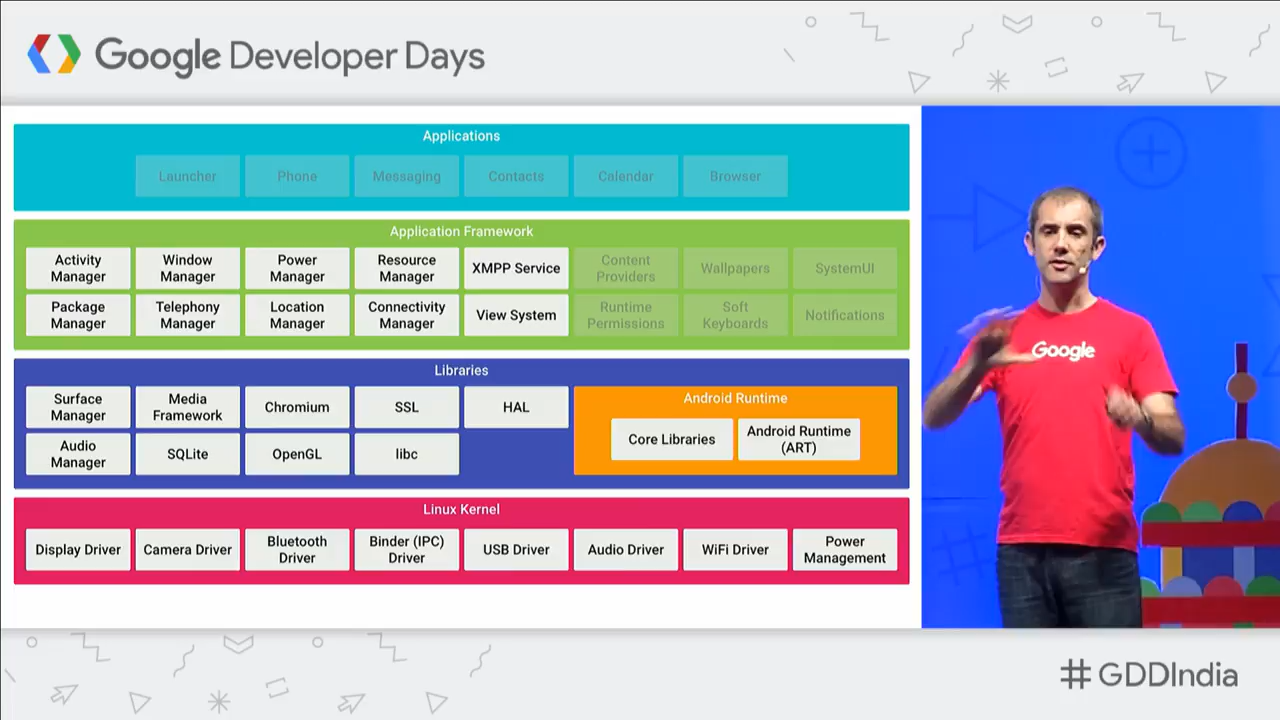 Google Developer Days
Applications
Launcher
Phone
Messaging
Contacts
Calendar
Browser
Application Framework
Activity
Manager
Window
Manager
Power
Manager
Resource
Manager
XMPP Service
Content
Providers
Wallpapers
SystemUI
Package
Manager
Telephony
Manager
Location
Manager
Connectivity
Manager
View System
Runtime
Permissions
Soft
Keyboards
Notifications
Libraries
Surface
Manager
Media
Framework
Chromium
SSL
HAL
Audio
Manager
SQLite
OpenGL
libc
Android Runtime
Core Libraries
Android Runtime
(ART)
Linux Kernel
Display Driver
Camera Driver
Bluetooth
Driver
Binder (IPC)
Driver
USB Driver
Audio Driver
WiFi Driver
Power
Management
Google
#GDDIndia